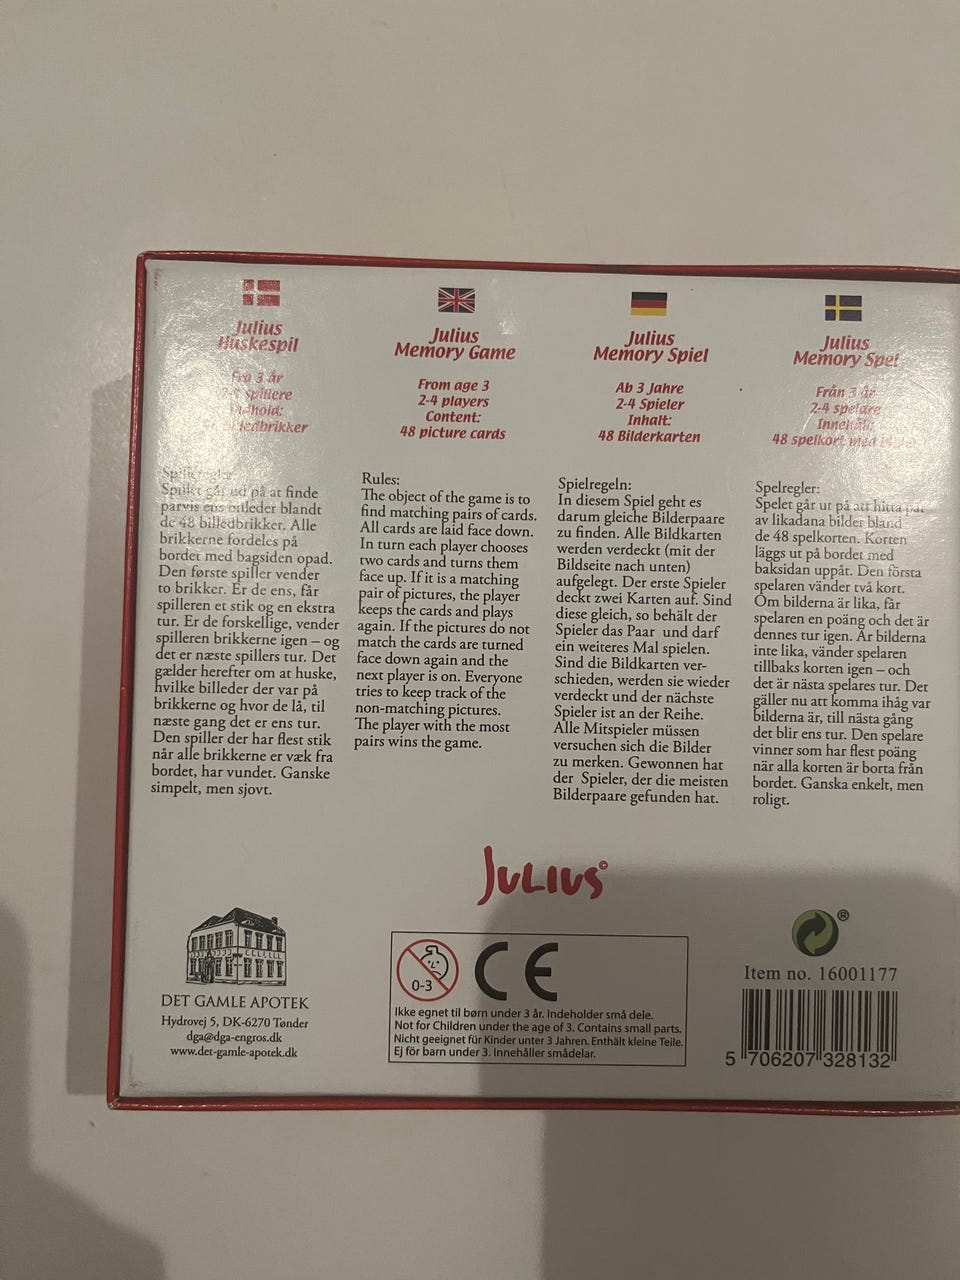 Julius
Huskespil
Fra 3 år
2-4 spillere
Indhold:
48 billedbrikker
Spilleregler:
Spillet går ud på at finde
parvis ens billeder blandt
de 48 billedbrikker. Alle
brikkerne fordeles på
bordet med bagsiden opad.
Den første spiller vender
to brikker. Er de ens, får
spilleren et stik og en ekstra
tur. Er de forskellige, vender
spilleren brikkerne igen – og
det er næste spillers tur. Det
gælder herefter om at huske,
hvilke billeder der var på
brikkerne og hvor de lå, til
næste gang det er ens tur.
Den spiller der har flest stik
når alle brikkerne er væk fra
bordet, har vundet. Ganske
simpelt, men sjovt.
Julius
Memory Game
From age 3
2-4 players
Content:
48 picture cards
Rules:
The object of the game is to
find matching pairs of cards.
All cards are laid face down.
In turn each player chooses
two cards and turns them
face up. If it is a matching
pair of pictures, the player
keeps the cards and plays
again. If the pictures do not
match the cards are turned
face down again and the
next player is on. Everyone
tries to keep track of the
non-matching pictures.
The player with the most
pairs wins the game.
Julius
Memory Spiel
Ab 3 Jahre
2-4 Spieler
Inhalt:
48 Bilderkarten
Spielregeln:
In diesem Spiel geht es
darum gleiche Bilderpaare
zu finden. Alle Bildkarten
werden verdeckt (mit der
Bildseite nach unten)
aufgelegt. Der erste Spieler
deckt zwei Karten auf. Sind
diese gleich, so behält der
Spieler das Paar und darf
ein weiteres Mal spielen.
Sind die Bildkarten ver-
schieden, werden sie wieder
verdeckt und der nächste
Spieler ist an der Reihe.
Alle Mitspieler müssen
versuchen sich die Bilder
zu merken. Gewonnen hat
der Spieler, der die meisten
Bilderpaare gefunden hat.
Julius
Memory Spel
Från 3 år
2-4 spelare
Innehåll:
48 spelkort med
Spelregler:
Spelet går ut på att hitta par
av likadana bilder bland
de 48 spelkorten. Korten
läggs ut på bordet med
baksidan uppåt. Den första
spelaren vänder två kort.
Om bilderna är lika, får
spelaren en poäng och det är
dennes tur igen. Är bilderna
inte lika, vänder spelaren
tillbaks korten igen – och
det är nästa spelares tur. Det
gäller nu att komma ihåg var
bilderna är, till nästa gång
det blir ens tur. Den spelare
vinner som har flest poäng
när alla korten är borta från
bordet. Ganska enkelt, men
roligt.
JULIUS©
DET GAMLE APOTEK
Hydrovej 5, DK-6270 Tønder
dga@dga-engros.dk
www.det-gamle-apotek.dk
0-3
CE
Ikke egnet til børn under 3 år. Indeholder små dele.
Not for Children under the age of 3. Contains small parts.
Nicht geeignet für Kinder unter 3 Jahren. Enthält kleine Teile.
Ej för barn under 3. Innehåller smådelar.
®
Item no. 16001177
5 706207 328132